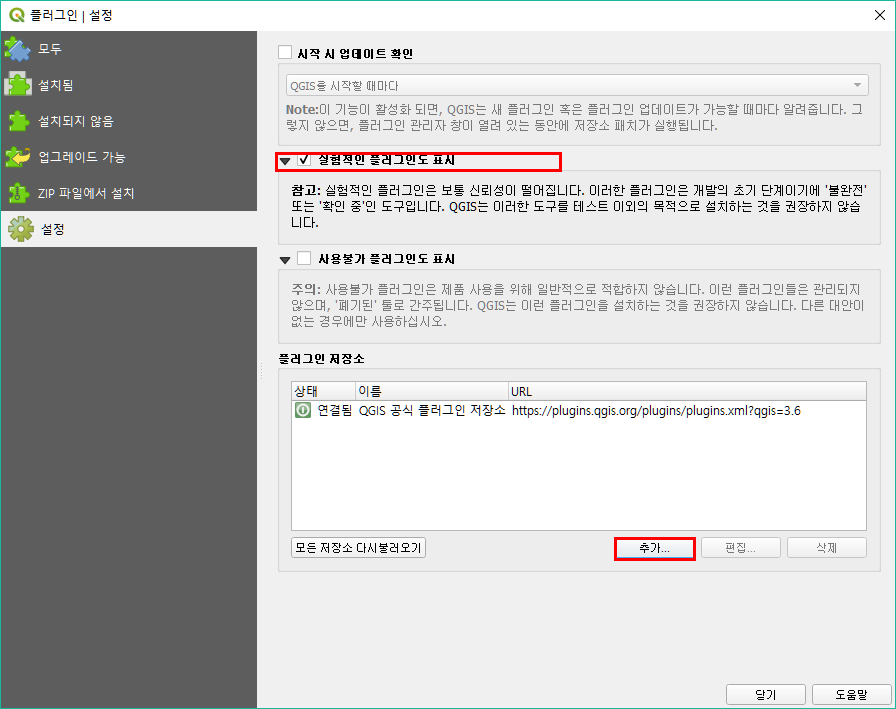 플러그인 | 설정
모두
설치됨
설치되지 않음
업그레이드 가능
ZIP 파일에서 설치
설정
시작 시 업데이트 확인
QGIS를 시작할 때마다
Note:이 기능이 활성화 되면, QGIS는 새 플러그인 혹은 플러그인 업데이트가 가능할 때마다 알려줍니다. 그
렇지 않으면, 플러그인 관리자 창이 열려 있는 동안에 저장소 패치가 실행됩니다.
실험적인 플러그인도 표시
참고: 실험적인 플러그인은 보통 신뢰성이 떨어집니다. 이러한 플러그인은 개발의 초기 단계이기에 '불완전'
또는 '확인 중'인 도구입니다. QGIS는 이러한 도구를 테스트 이외의 목적으로 설치하는 것을 권장하지 않습
니다.
사용불가 플러그인도 표시
주의: 사용불가 플러그인은 제품 사용을 위해 일반적으로 적합하지 않습니다. 이런 플러그인들은 관리되지
않으며, '폐기된' 툴로 간주됩니다. QGIS는 이런 플러그인을 설치하는 것을 권장하지 않습니다. 다른 대안이
없는 경우에만 사용하십시오.
플러그인 저장소
상태 이름 URL
연결됨 QGIS 공식 플러그인 저장소 https://plugins.qgis.org/plugins/plugins.xml?qgis=3.6
모든 저장소 다시불러오기 추가... 편집... 삭제
닫기 도움말